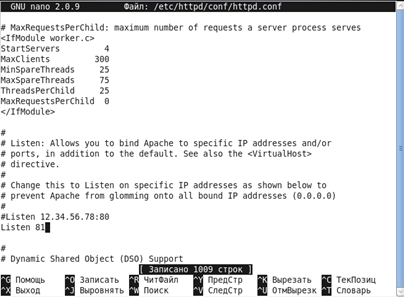 GNU nano 2.0.9 Файл: /etc/httpd/conf/httpd.conf
# MaxRequestsPerChild: maximum number of requests a server process serves
<IfModule worker.c>
StartServers 4
MaxClients 300
MinSpareThreads 25
MaxSpareThreads 75
ThreadsPerChild 25
MaxRequestsPerChild 0
</IfModule>
#
# Listen: Allows you to bind Apache to specific IP addresses and/or
# ports, in addition to the default. See also the <VirtualHost>
# directive.
#
# Change this to Listen on specific IP addresses as shown below to
# prevent Apache from glomming onto all bound IP addresses (0.0.0.0)
#
#Listen 12.34.56.78:80
Listen 81
#
# Dynamic Shared Object (DSO) Support
[ Записано 1009 строк ]
^G Помощь ^O Записать ^R ЧитФайл ^Y ПредСтр ^K Вырезать ^C ТекПозиц
^X Выход ^J Выровнять ^W Поиск ^V СледСтр ^U ОтмВырезк ^T Словарь